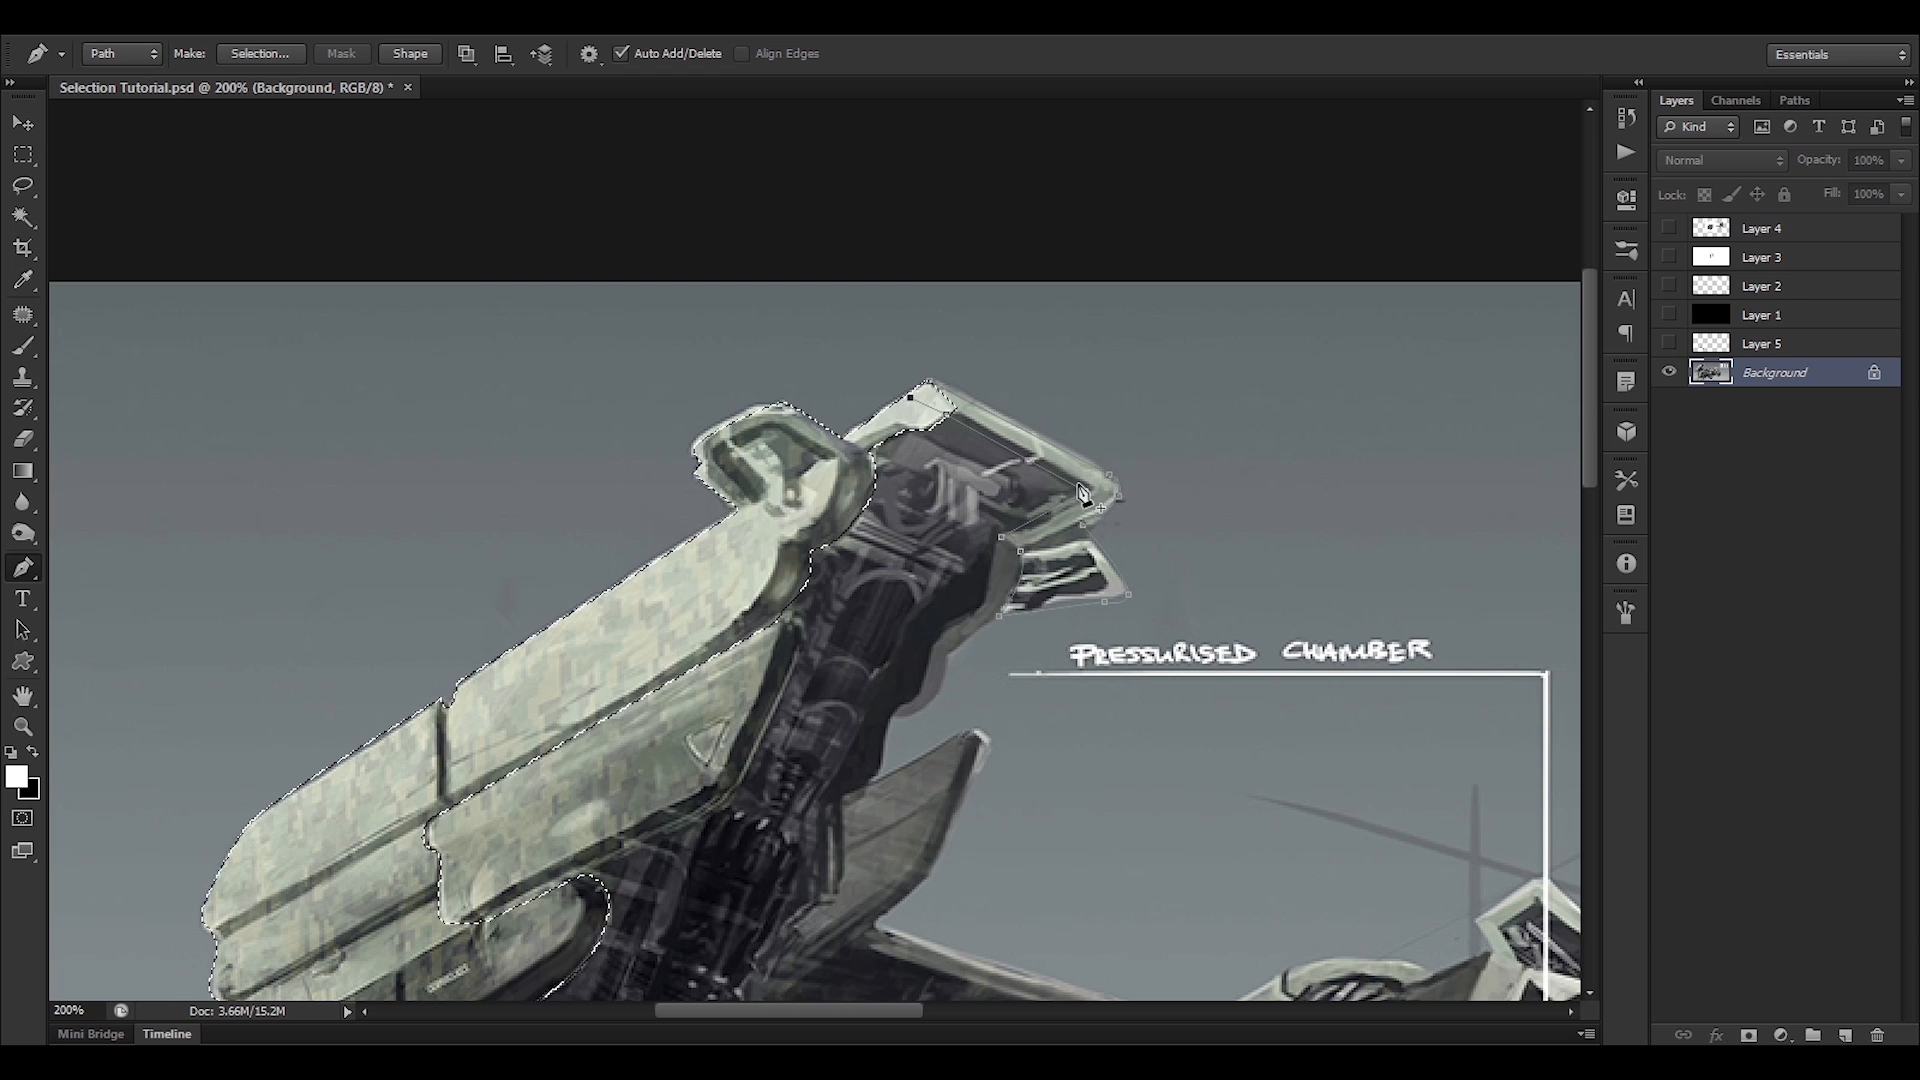 Path
Make:
Selection...
Mask
Shape
Auto Add/Delete
Align Edges
Essentials
Selection Tutorial.psd @ 200% (Background, RGB/8) *
Layers
Channels
Paths
Kind
Normal
Opacity: 100%
Lock:
Fill: 100%
Layer 4
Layer 3
Layer 2
Layer 1
Layer 5
Background
PRESSURISED CHAMBER
200%
Doc: 3.66M/15.2M
Mini Bridge
Timeline